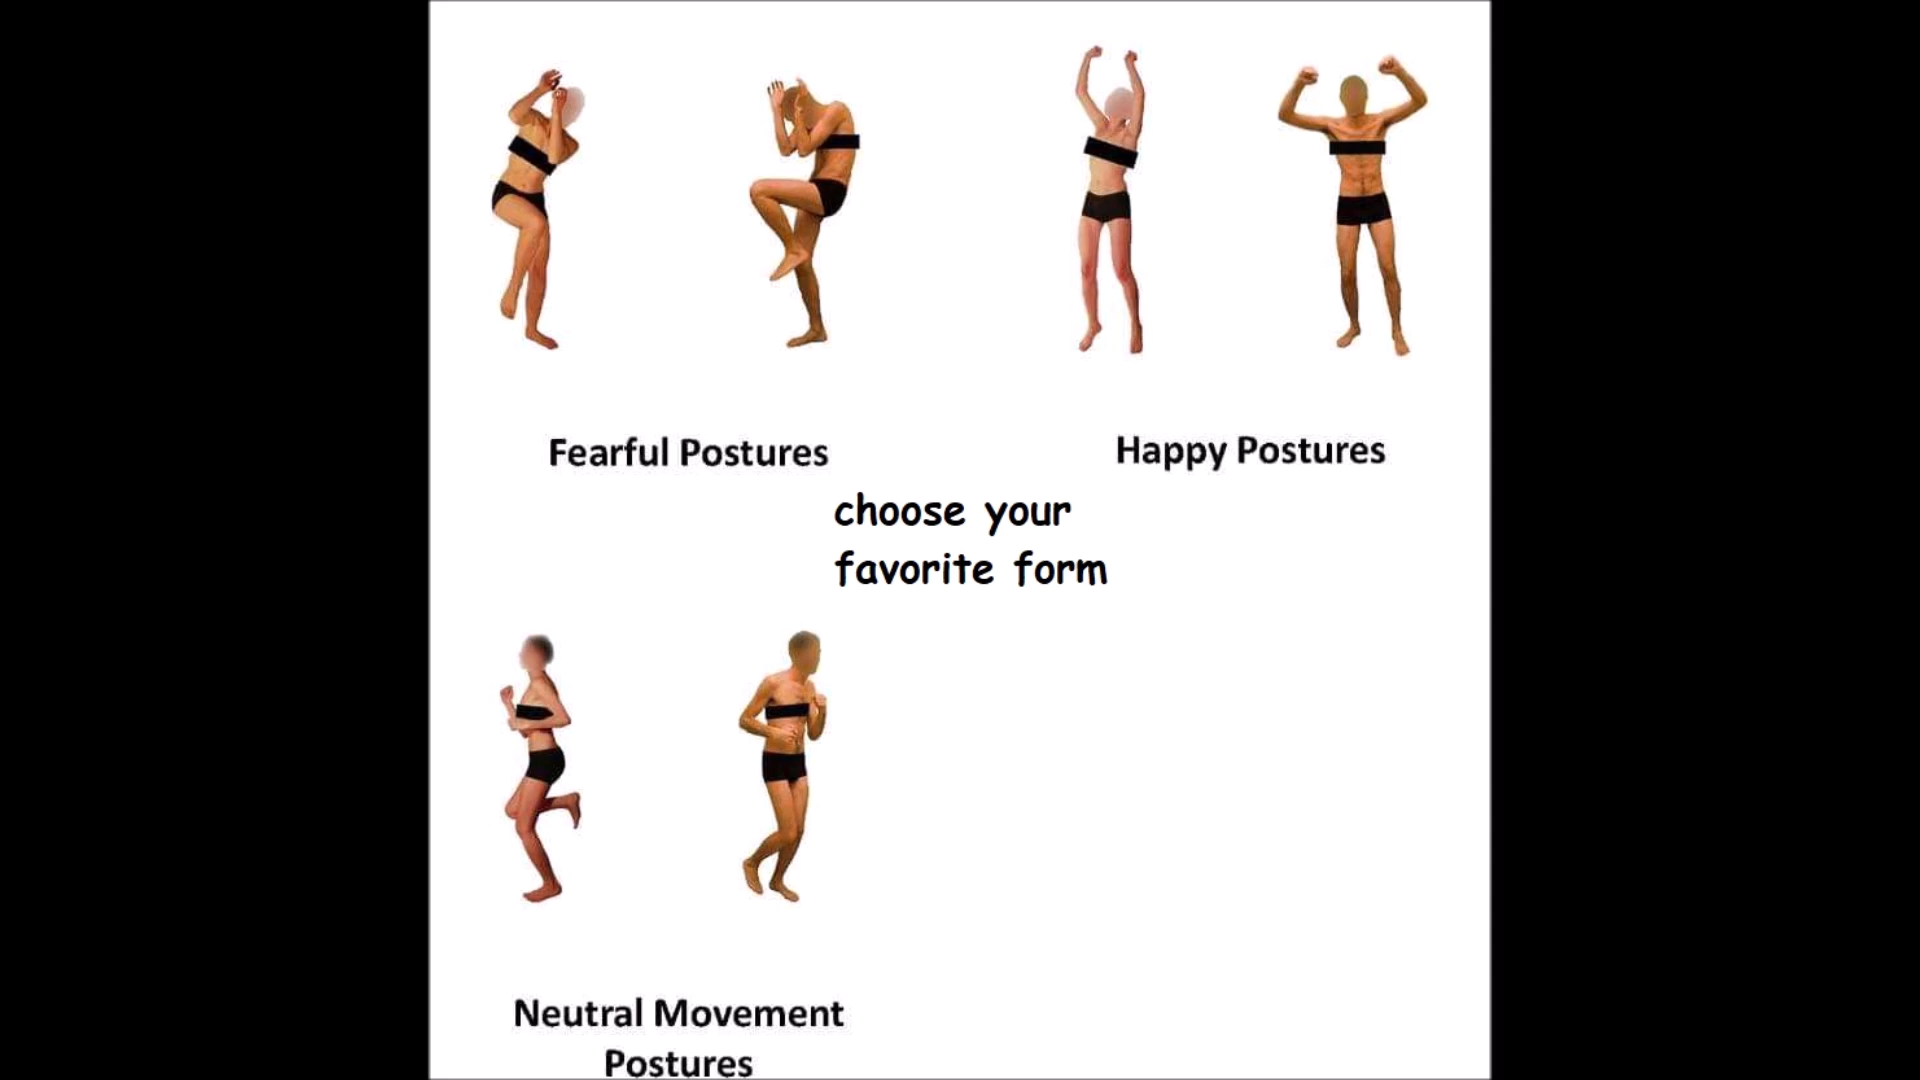 Fearful Postures
Happy Postures
choose your
favorite form
Neutral Movement
Postures